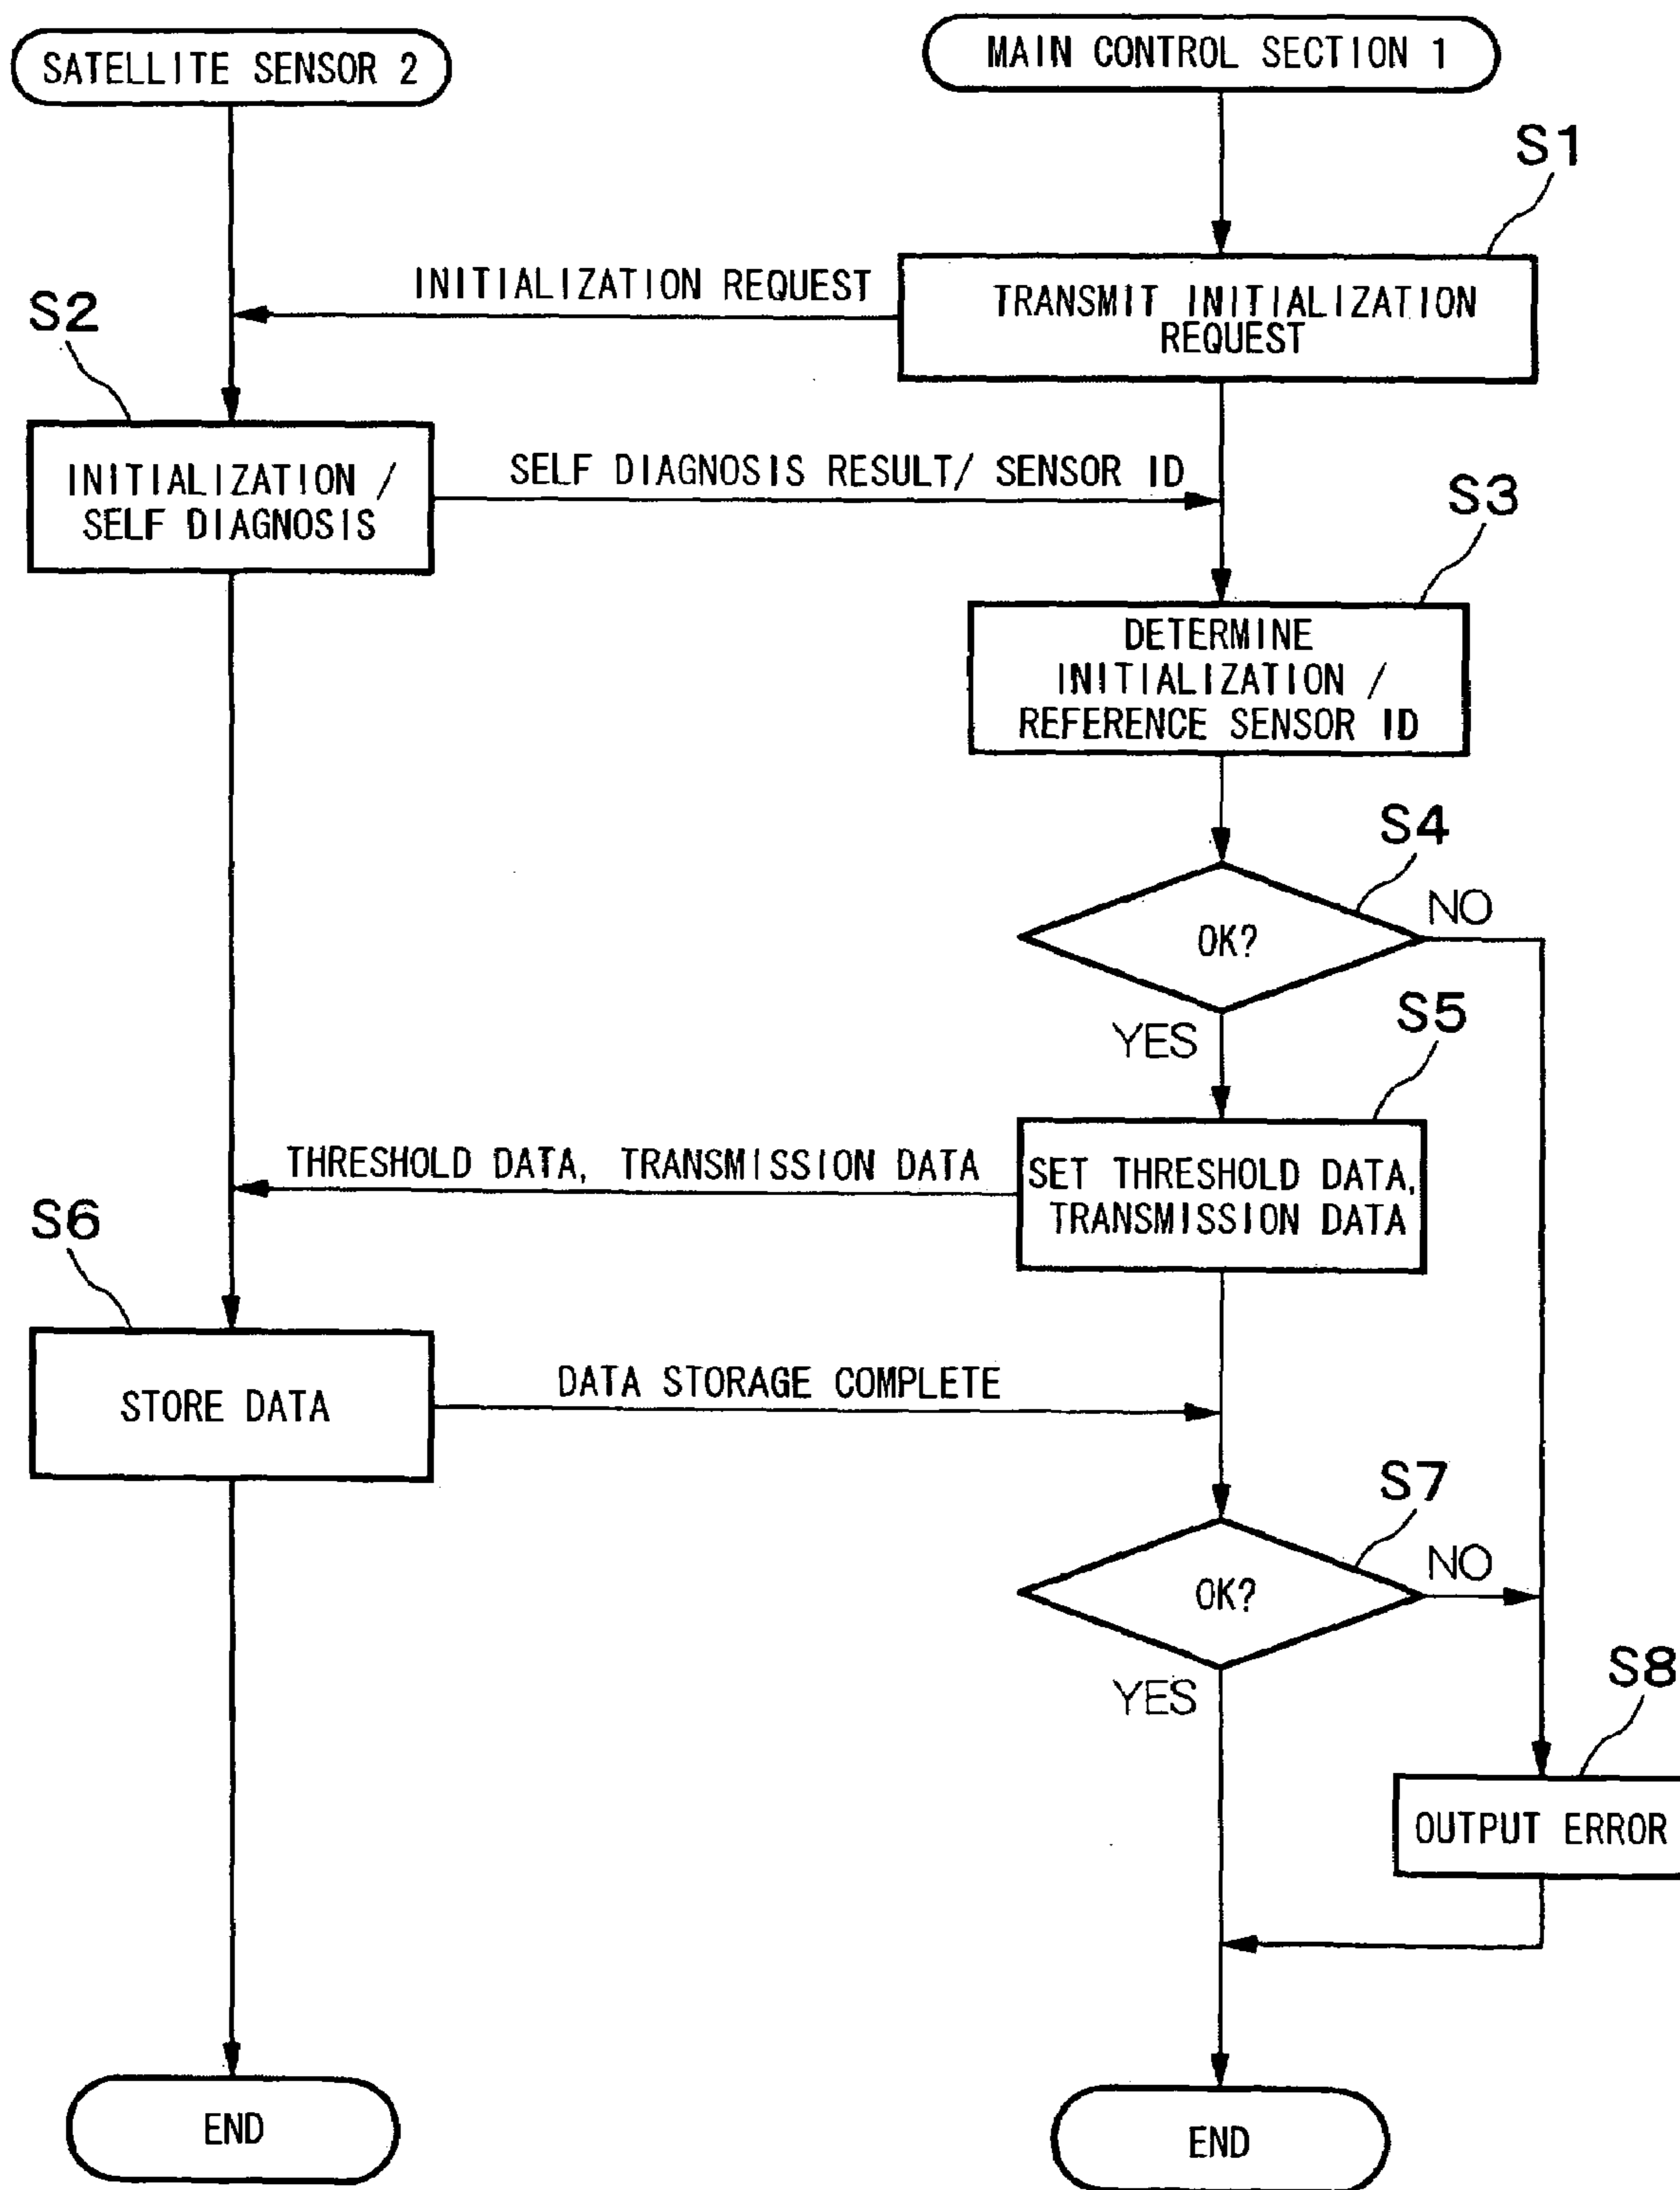 SATELLITE SENSOR 2
MAIN CONTROL SECTION 1
S1
INITIALIZATION REQUEST
TRANSMIT INITIALIZATION
REQUEST
S2
INITIALIZATION /
SELF DIAGNOSIS
SELF DIAGNOSIS RESULT/ SENSOR ID
S3
DETERMINE
INITIALIZATION /
REFERENCE SENSOR ID
S4
OK?
NO
YES
S5
THRESHOLD DATA, TRANSMISSION DATA
SET THRESHOLD DATA,
TRANSMISSION DATA
S6
STORE DATA
DATA STORAGE COMPLETE
S7
OK?
NO
YES
S8
OUTPUT ERROR
END
END